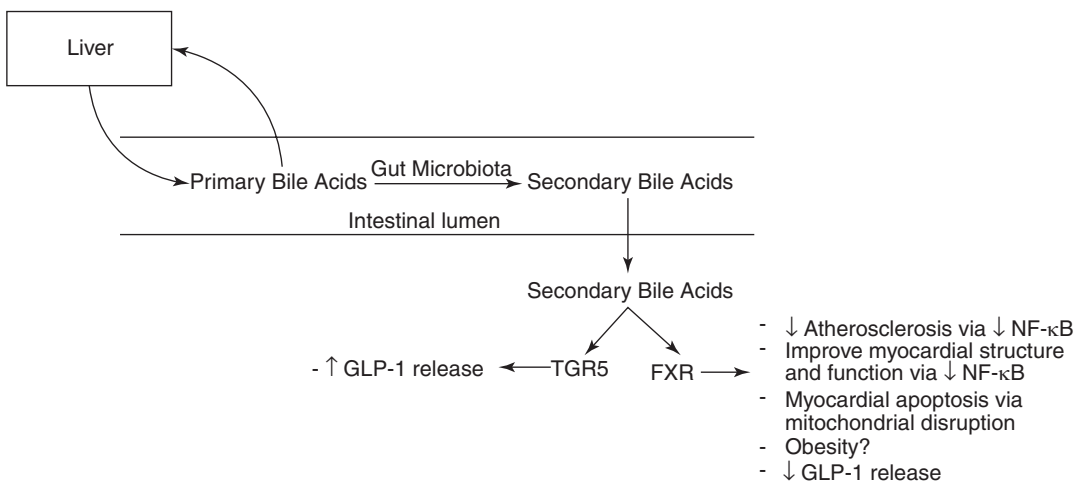 Liver
Gut Microbiota
Primary Bile Acids
Secondary Bile Acids
Intestinal lumen
Secondary Bile Acids
- ↑ GLP-1 release
TGR5
FXR
- ↓ Atherosclerosis via ↓ NF-κB
- Improve myocardial structure
and function via ↓ NF-κB
- Myocardial apoptosis via
mitochondrial disruption
- Obesity?
- ↓ GLP-1 release